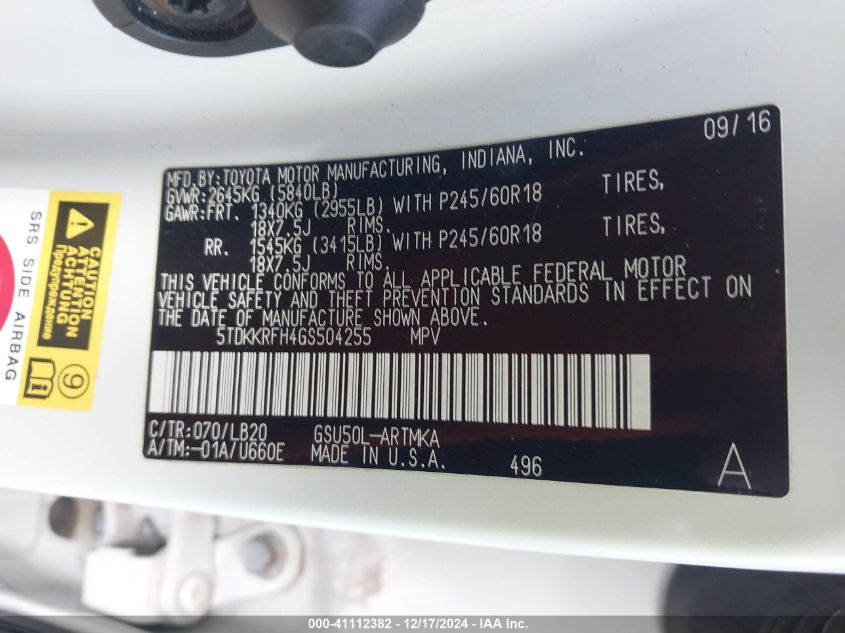 09/16
MFD.BY:TOYOTA MOTOR MANUFACTURING, INDIANA, INC.
GVWR:2645KG (5840LB)
GAWR:FRT. 1340KG (2955LB) WITH P245/60R18 TIRES,
18X7.5J RIMS.
RR. 1545KG (3415LB) WITH P245/60R18 TIRES,
18X7.5J RIMS.
THIS VEHICLE CONFORMS TO ALL APPLICABLE FEDERAL MOTOR
VEHICLE SAFETY AND THEFT PREVENTION STANDARDS IN EFFECT ON
THE DATE OF MANUFACTURE SHOWN ABOVE.
5TDKKRFH4GS504255 MPV
C/TR:070/LB20 GSU50L-ARTMKA
A/TM:-01A/U660E MADE IN U.S.A. 496 A
CAUTION
ATTENTION
ACHTUNG
Предупреждение
SRS SIDE AIRBAG
9
i
000-41112382 - 12/17/2024 - IAA Inc.